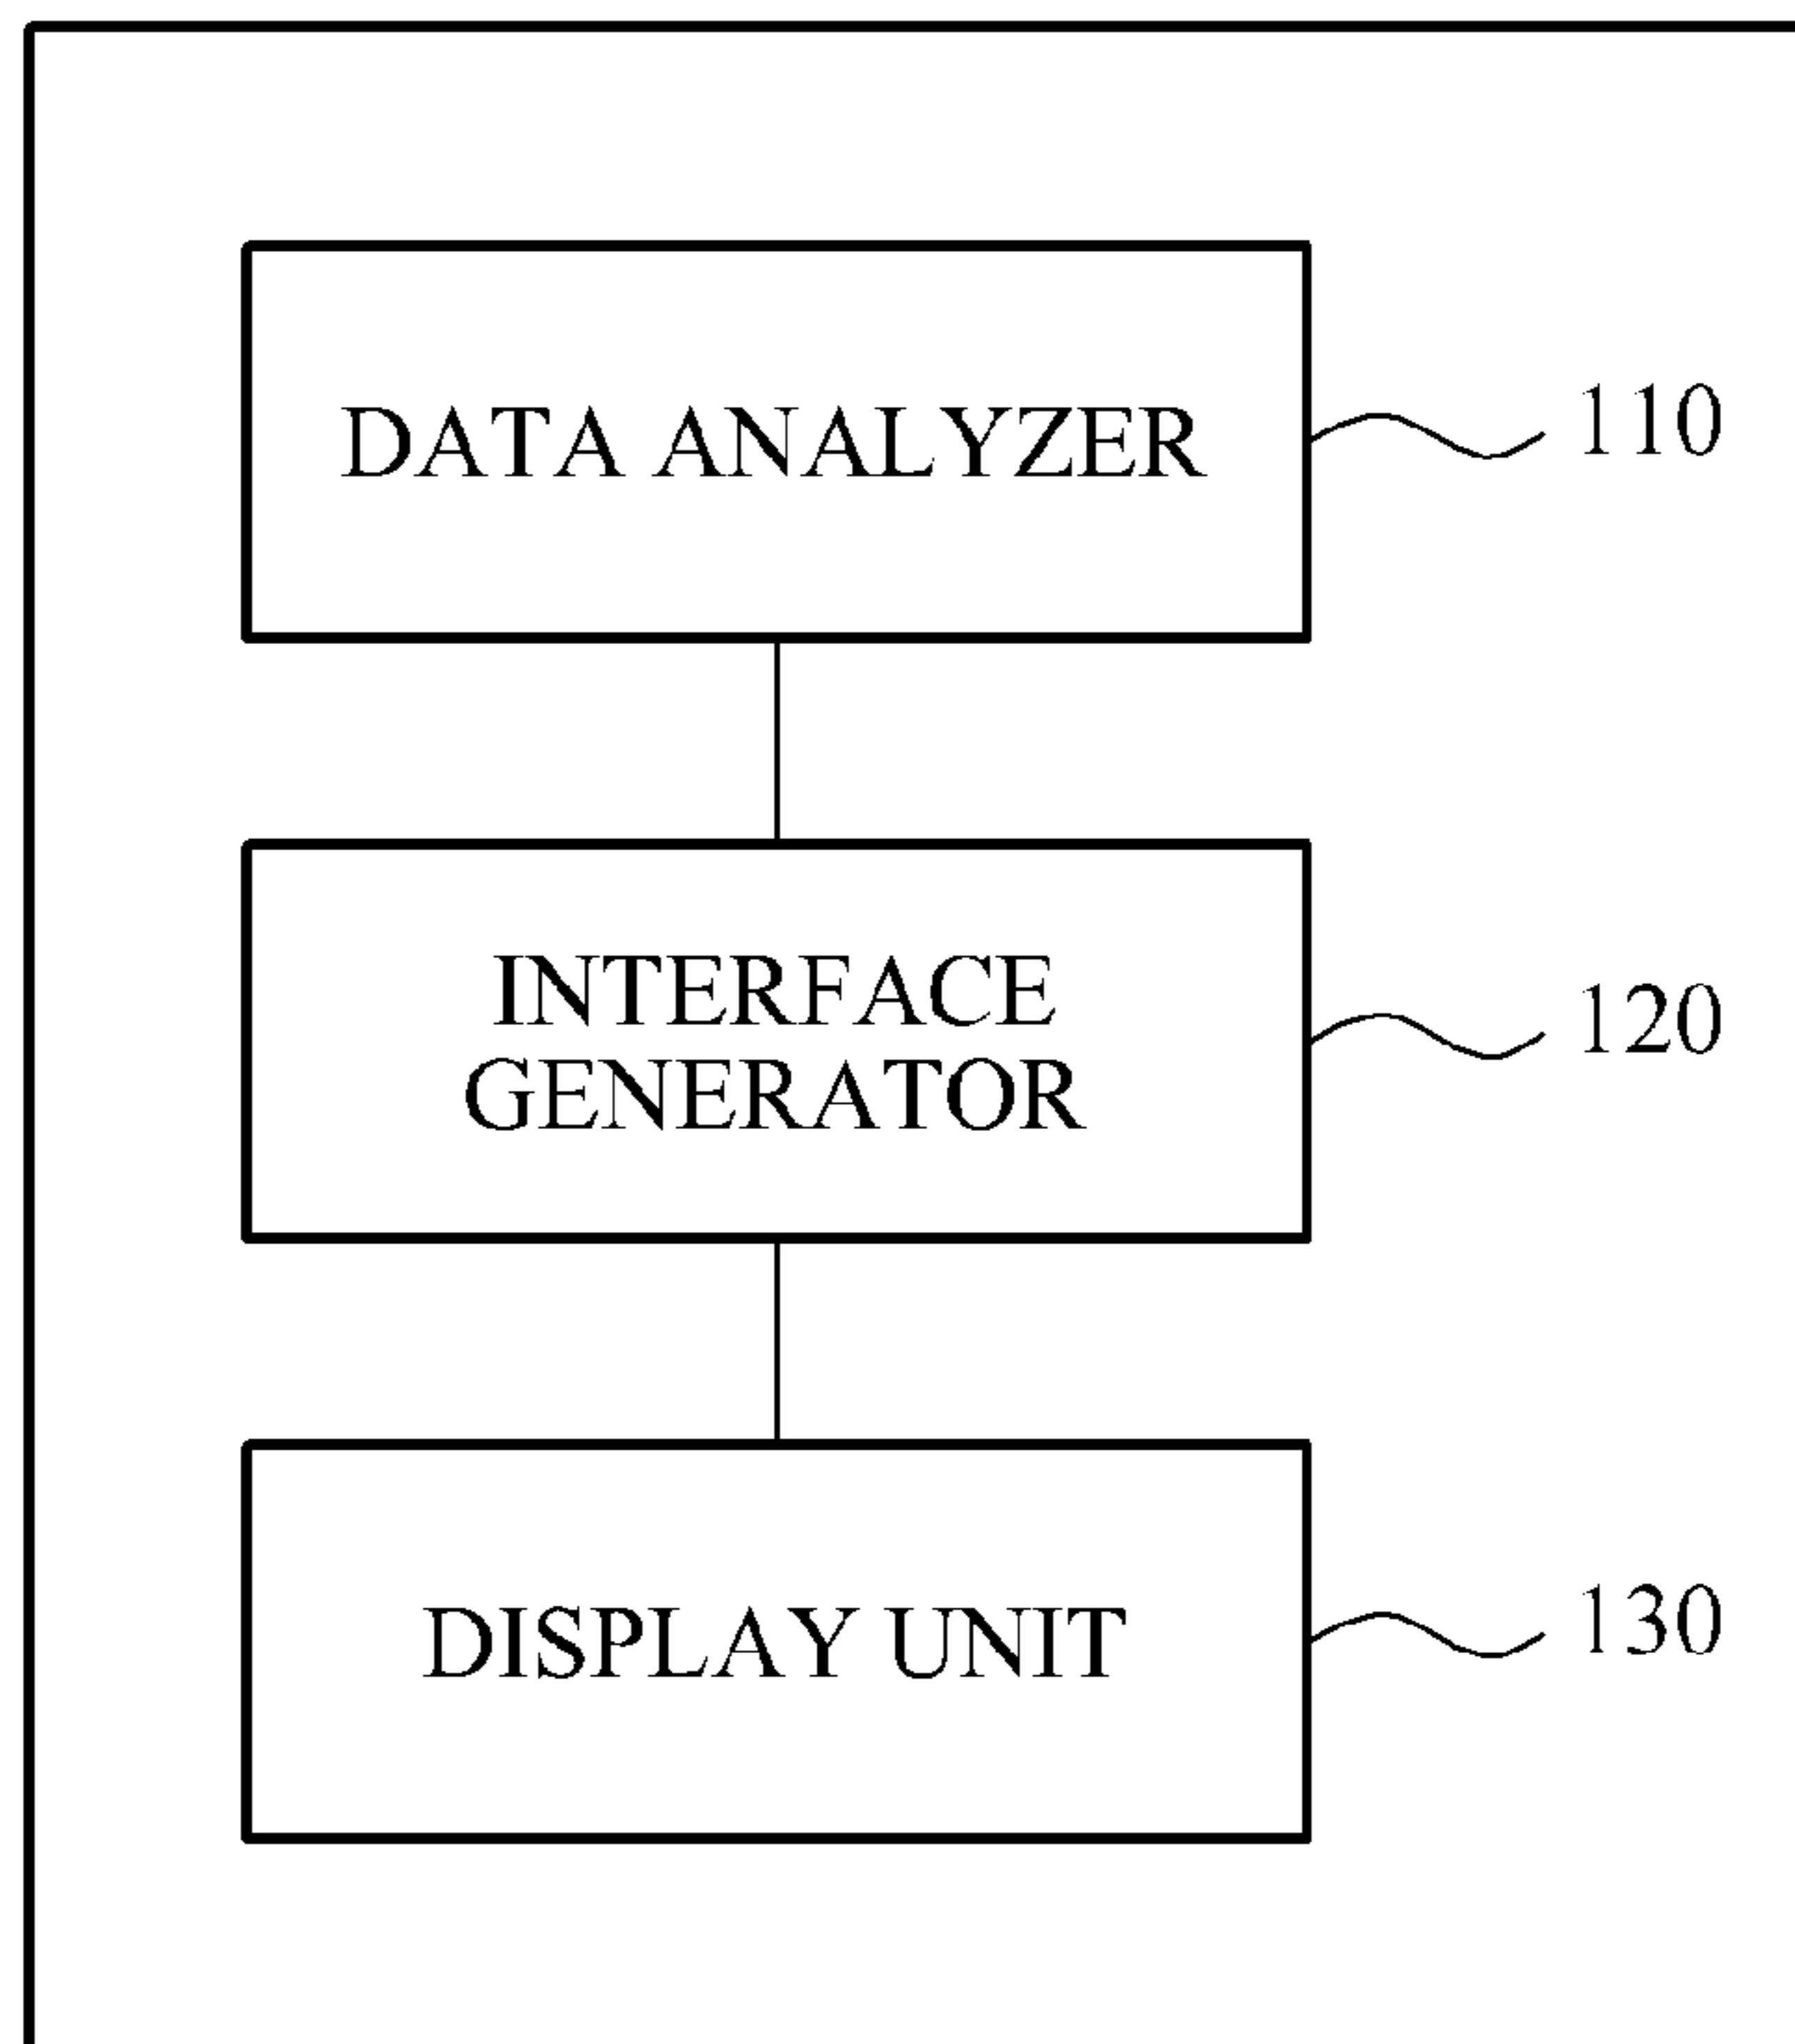 DATA ANALYZER
110
INTERFACE
GENERATOR
120
DISPLAY UNIT
130